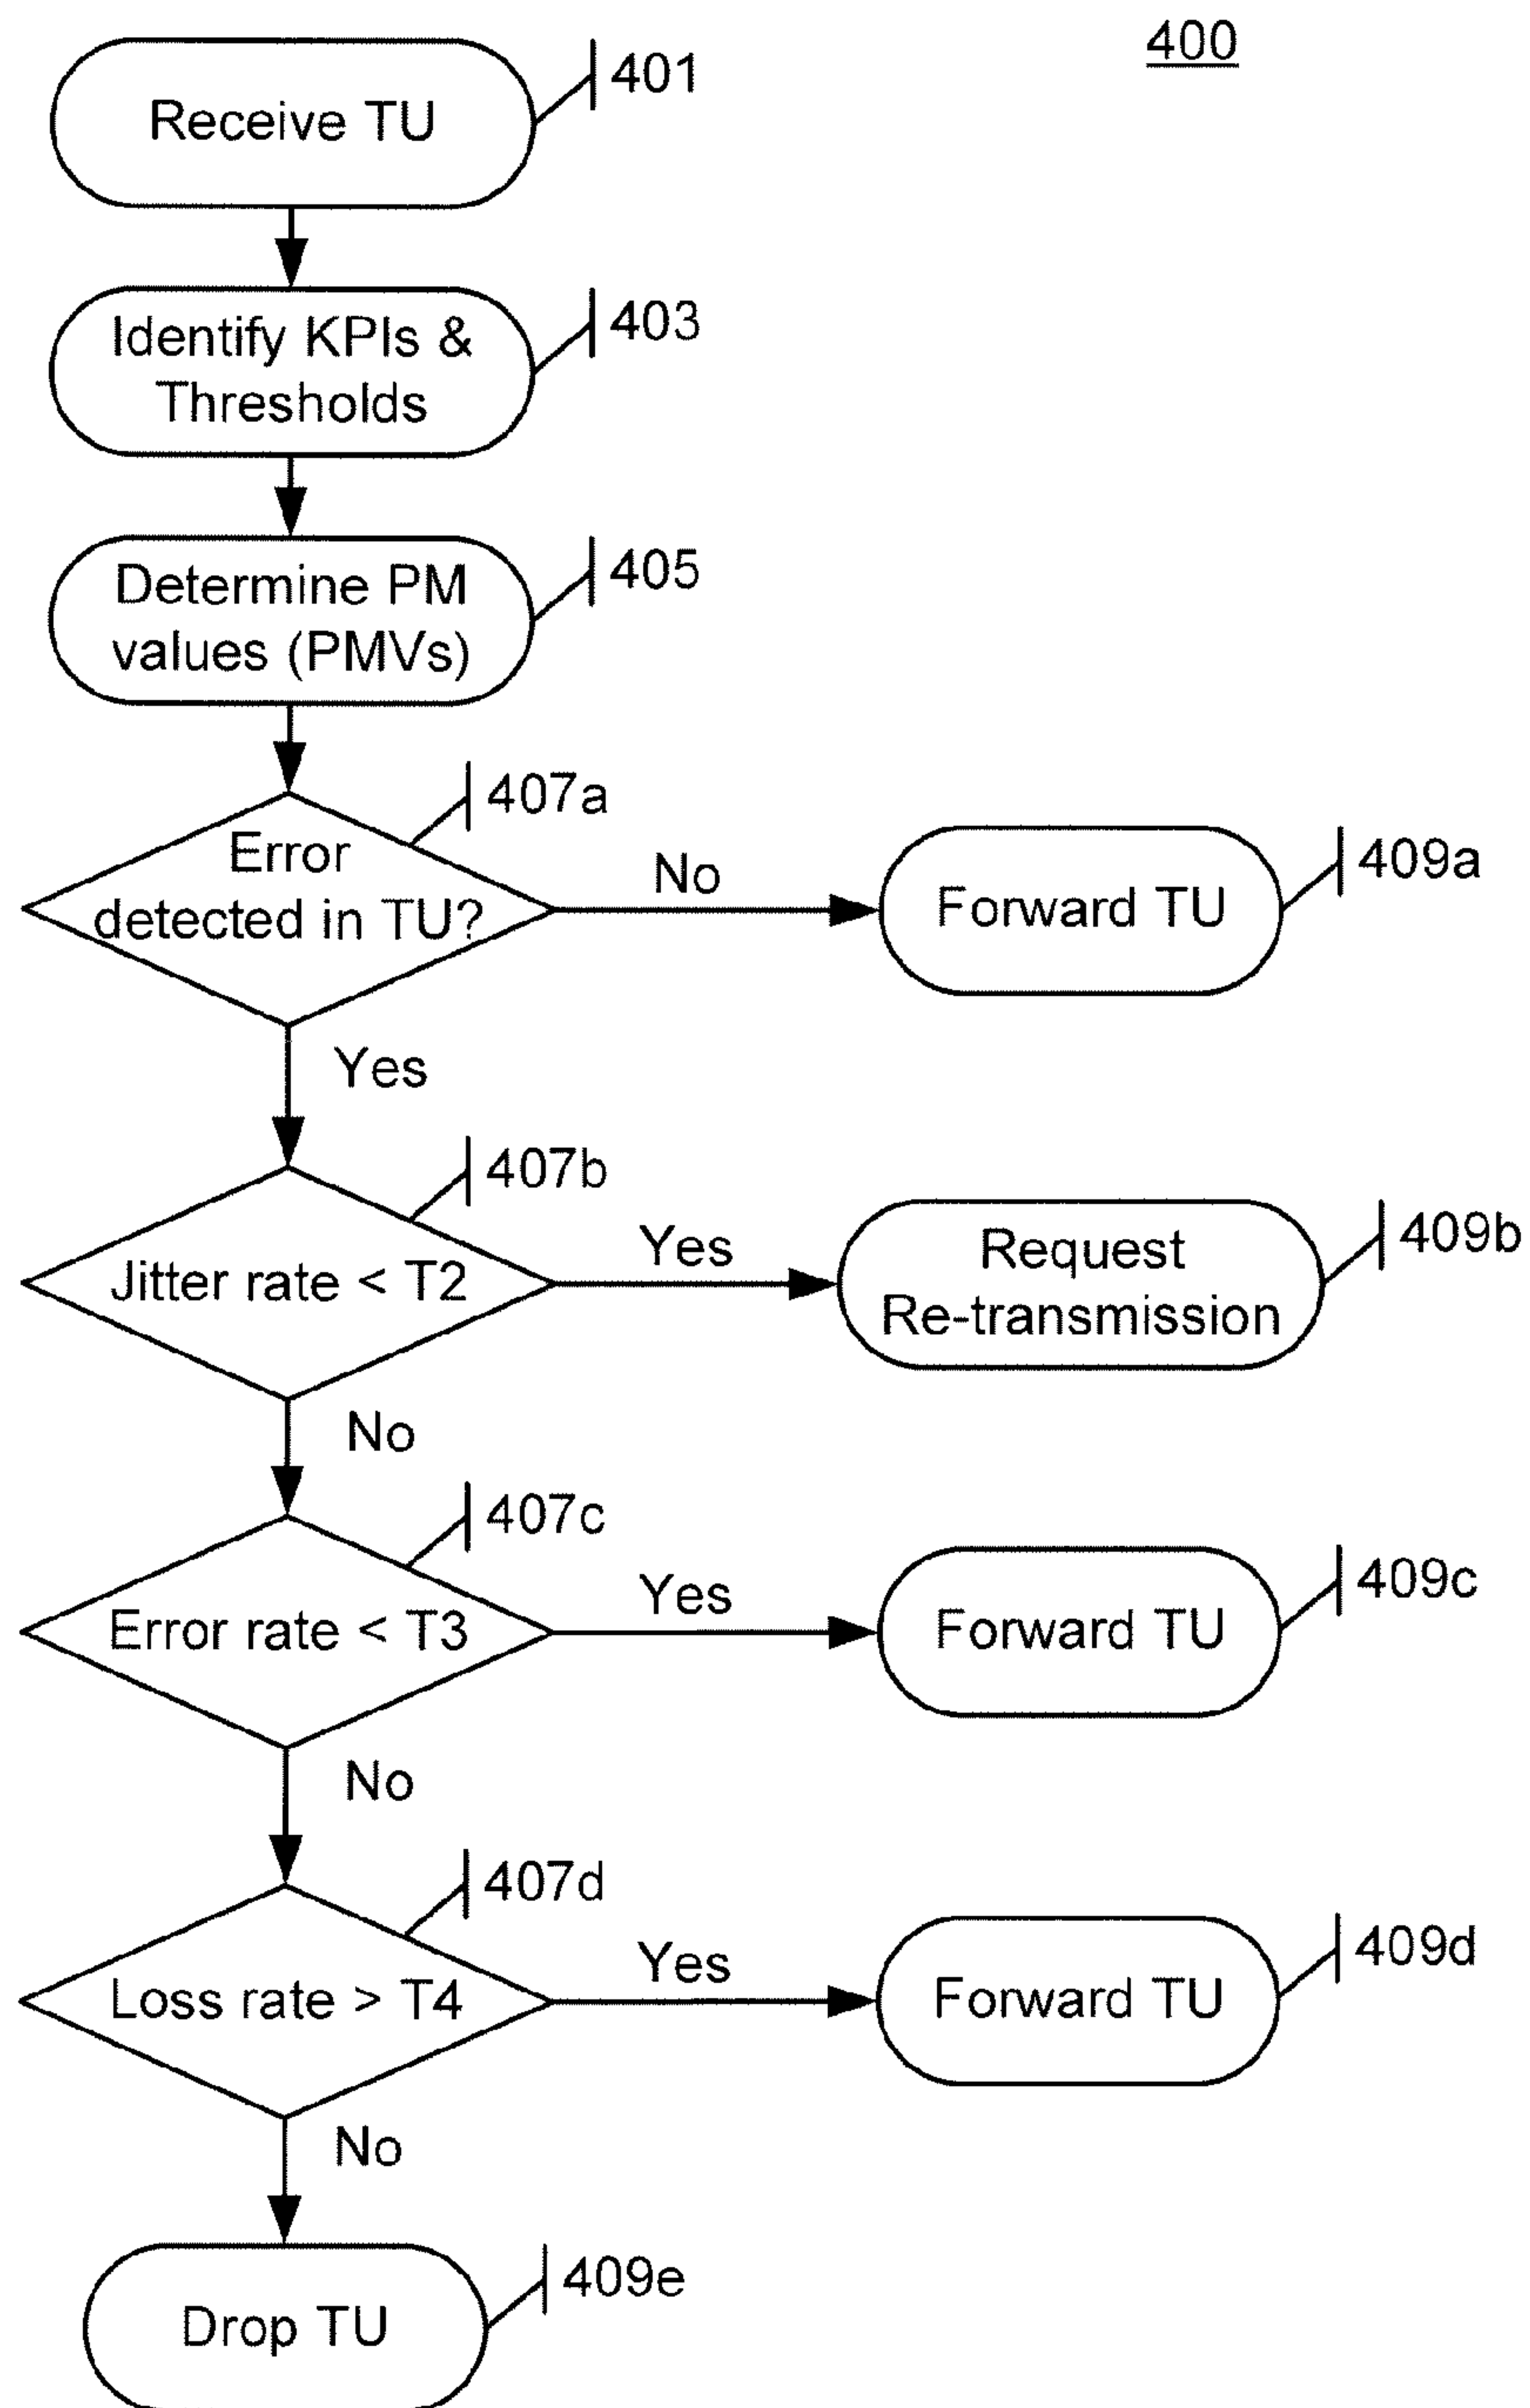 400
401
Receive TU
403
Identify KPIs &
Thresholds
405
Determine PM
values (PMVs)
407a
Error
detected in TU?
No
409a
Forward TU
Yes
407b
Jitter rate < T2
Yes
409b
Request
Re-transmission
No
407c
Error rate < T3
Yes
409c
Forward TU
No
407d
Loss rate > T4
Yes
409d
Forward TU
No
409e
Drop TU